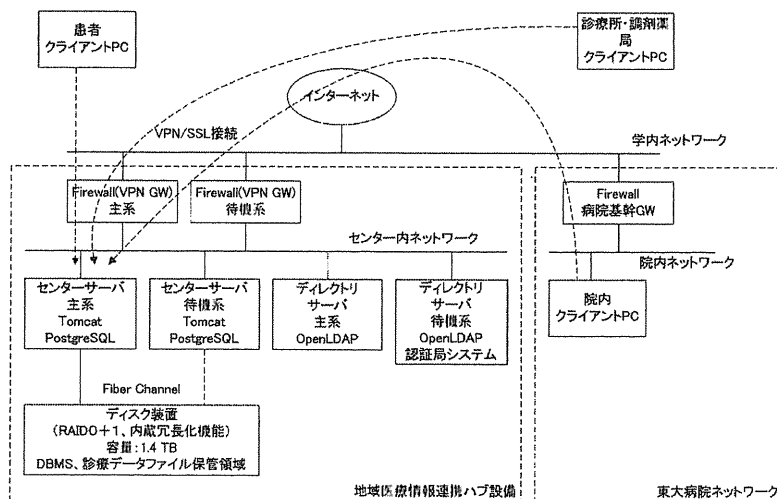 患者
クライアントPC
診療所・調剤薬
局
クライアントPC
インターネット
VPN/SSL接続
学内ネットワーク
Firewall(VPN GW)
主系
Firewall(VPN GW)
待機系
Firewall
病院基幹GW
センター内ネットワーク
院内ネットワーク
センターサーバ
主系
Tomcat
PostgreSQL
センターサーバ
待機系
Tomcat
PostgreSQL
ディレクトリ
サーバ
主系
OpenLDAP
ディレクトリ
サーバ
待機系
OpenLDAP
認証局システム
院内
クライアントPC
Fiber Channel
ディスク装置
(RAID0+1、内蔵冗長化機能)
容量:1.4 TB
DBMS、診療データファイル保管領域
地域医療情報連携ハブ設備
東大病院ネットワーク